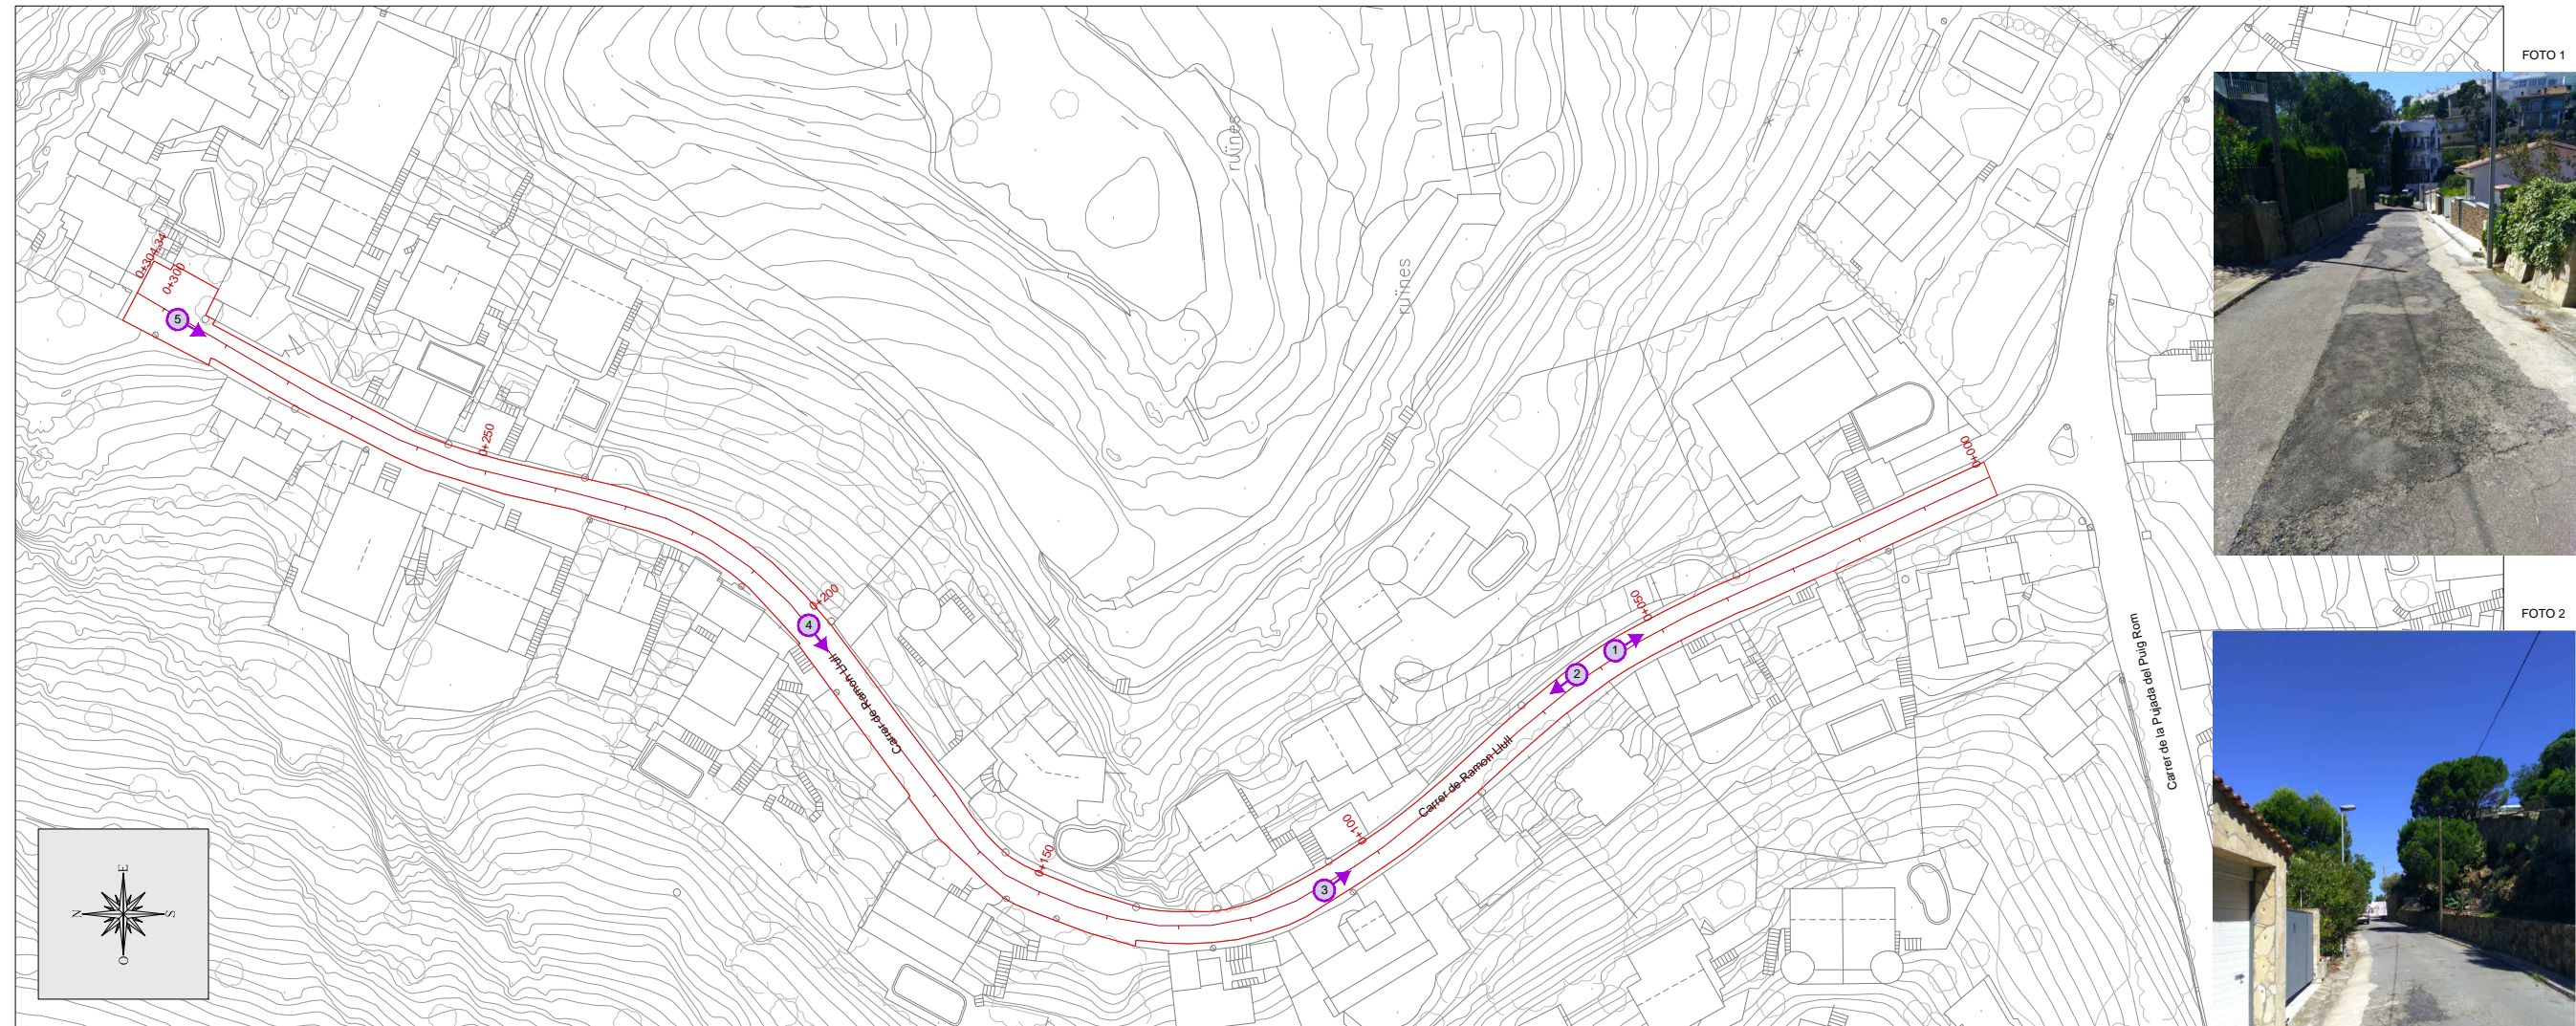 FOTO 1
ruïnes
ruïnes
0+304.34
0+300
5
0+250
0+000
0+200
4
Carrer de Ramon Llull
0+050
1
2
FOTO 2
Carrer de la Pujada del Puig Rom
Carrer de Ramon Llull
0+100
0+150
3
E
N
S
O